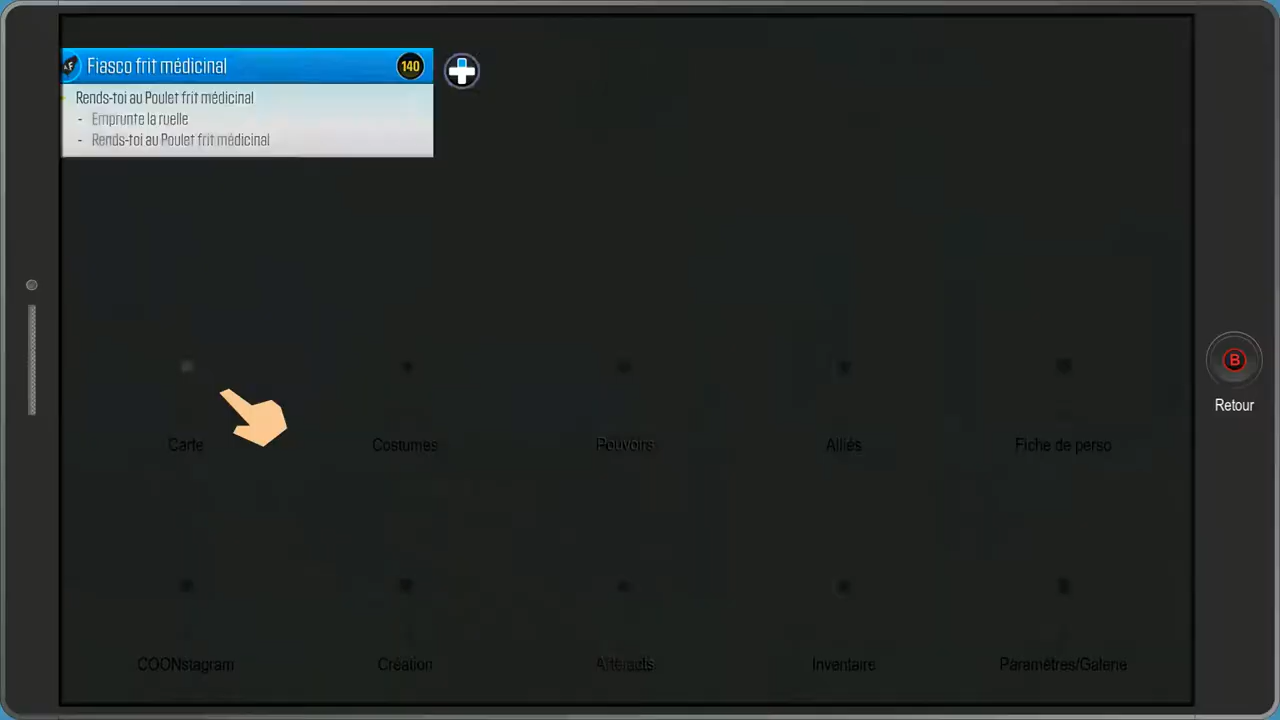 Fiasco frit médicinal
140
Rends-toi au Poulet frit médicinal
- Emprunte la ruelle
- Rends-toi au Poulet frit médicinal
B
Retour
Carte
Costumes
Pouvoirs
Alliés
Fiche de perso
COONstagram
Création
Artefacts
Inventaire
Paramètres/Galerie